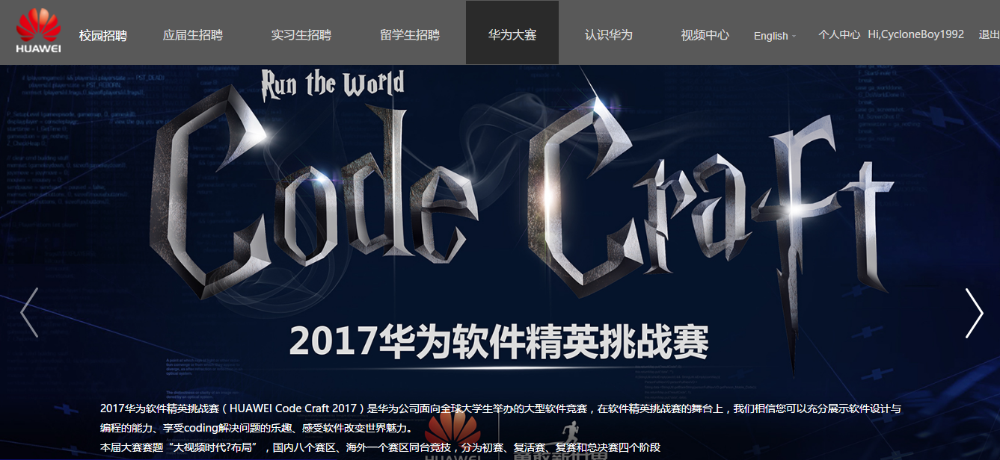 HUAWEI
校园招聘
应届生招聘
实习生招聘
留学生招聘
华为大赛
认识华为
视频中心
English
个人中心
Hi,CycloneBoy1992
退出
Run the World
Code Craft
2017华为软件精英挑战赛
2017华为软件精英挑战赛（HUAWEI Code Craft 2017）是华为公司面向全球大学生举办的大型软件竞赛，在软件精英挑战赛的舞台上，我们相信您可以充分展示软件设计与
编程的能力、享受coding解决问题的乐趣、感受软件改变世界魅力。
本届大赛赛题“大视频时代?布局”，国内八个赛区、海外一个赛区同台竞技，分为初赛、复活赛、复赛和总决赛四个阶段
HUAWEI